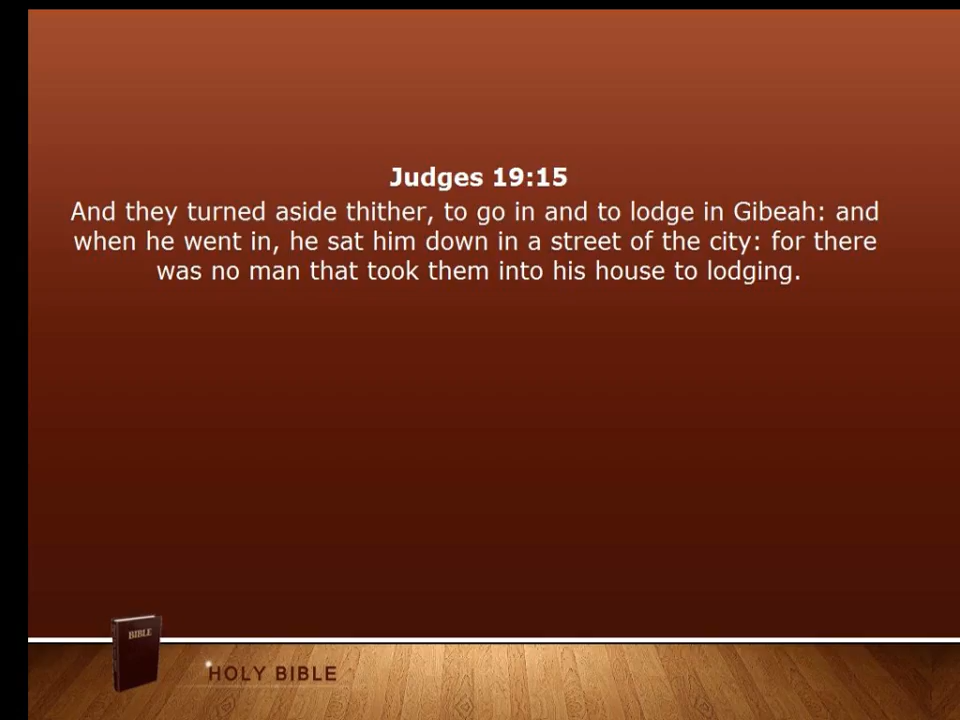 Judges 19:15
And they turned aside thither, to go in and to lodge in Gibeah: and
when he went in, he sat him down in a street of the city: for there
was no man that took them into his house to lodging.
BIBLE
HOLY BIBLE